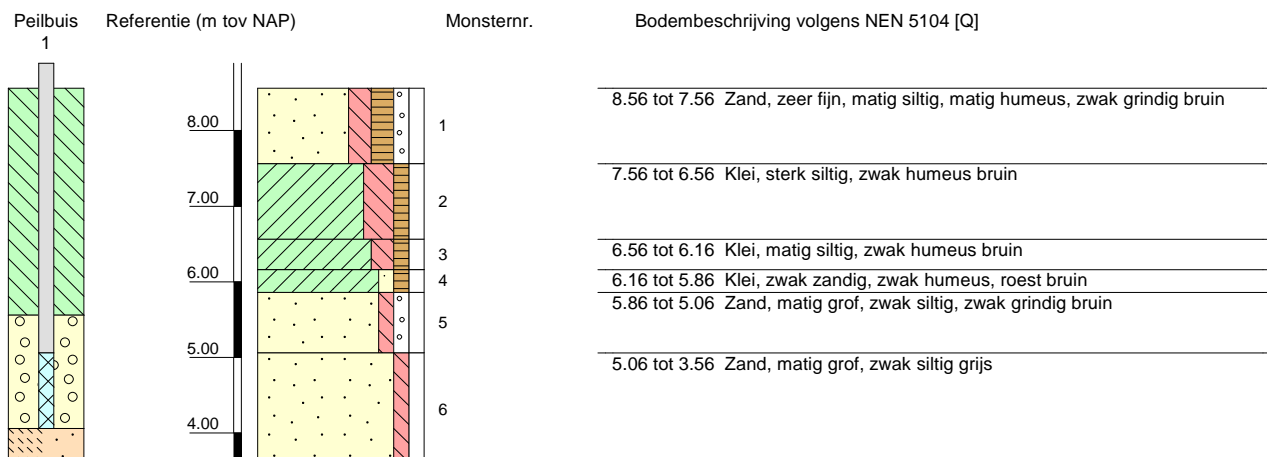 Peilbuis Referentie (m tov NAP) Monsternr. Bodembeschrijving volgens NEN 5104 [Q]
1
8.56 tot 7.56 Zand, zeer fijn, matig siltig, matig humeus, zwak grindig bruin
8.00 1
7.56 tot 6.56 Klei, sterk siltig, zwak humeus bruin
7.00 2
6.56 tot 6.16 Klei, matig siltig, zwak humeus bruin
3
6.00 4 6.16 tot 5.86 Klei, zwak zandig, zwak humeus, roest bruin
5.86 tot 5.06 Zand, matig grof, zwak siltig, zwak grindig bruin
5
5.00
5.06 tot 3.56 Zand, matig grof, zwak siltig grijs
6
4.00